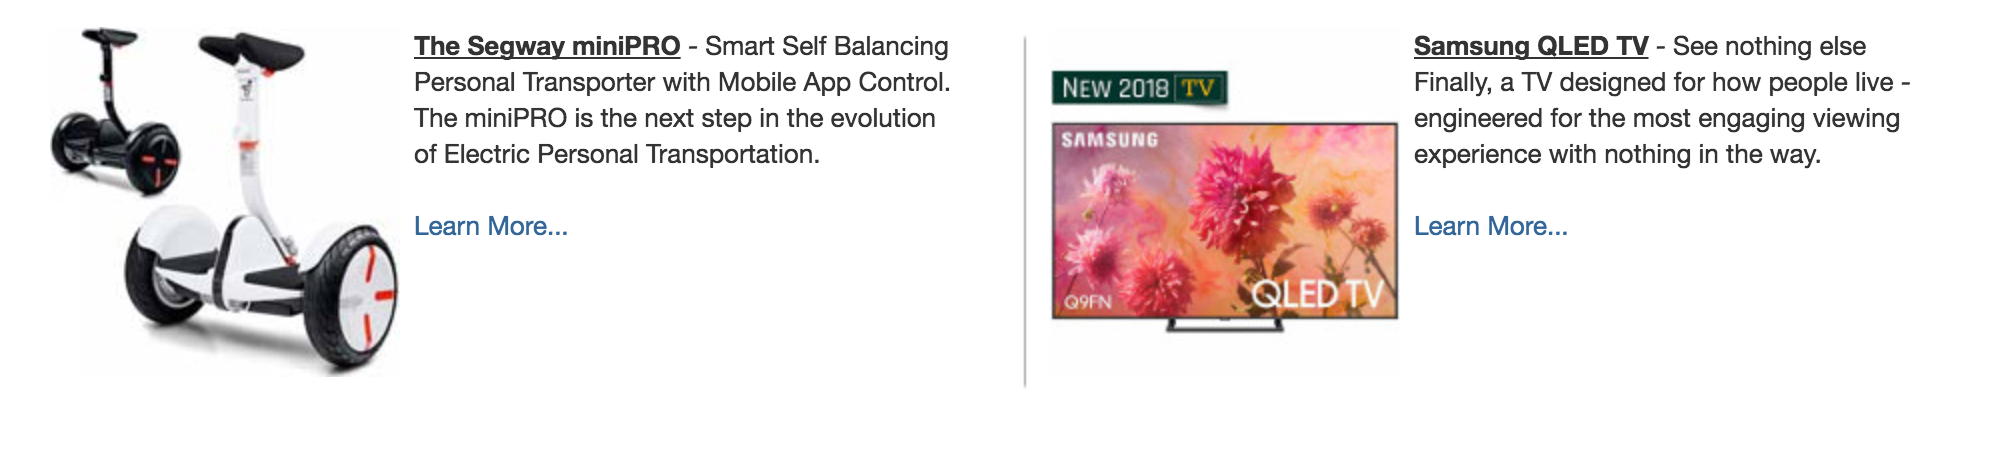 The Segway miniPRO - Smart Self Balancing
Personal Transporter with Mobile App Control.
The miniPRO is the next step in the evolution
of Electric Personal Transportation.
Learn More...
NEW 2018 TV
SAMSUNG
Q9FN
QLED TV
Samsung QLED TV - See nothing else
Finally, a TV designed for how people live -
engineered for the most engaging viewing
experience with nothing in the way.
Learn More...